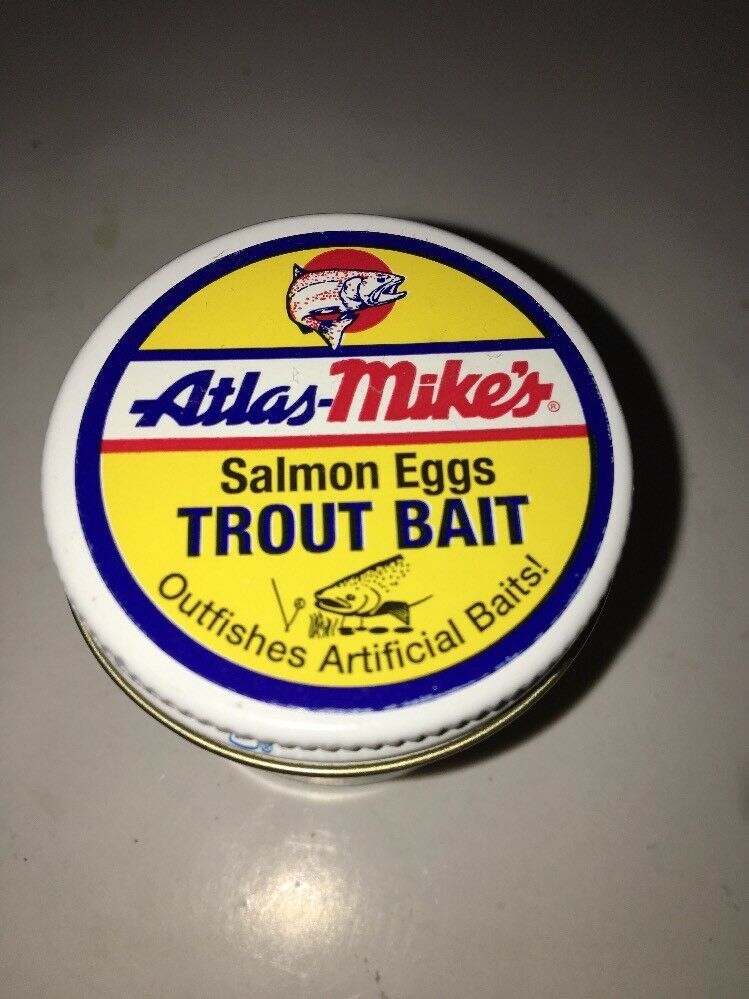 Atlas-Mike's®
Salmon Eggs
TROUT BAIT
Outfishes Artificial Baits!